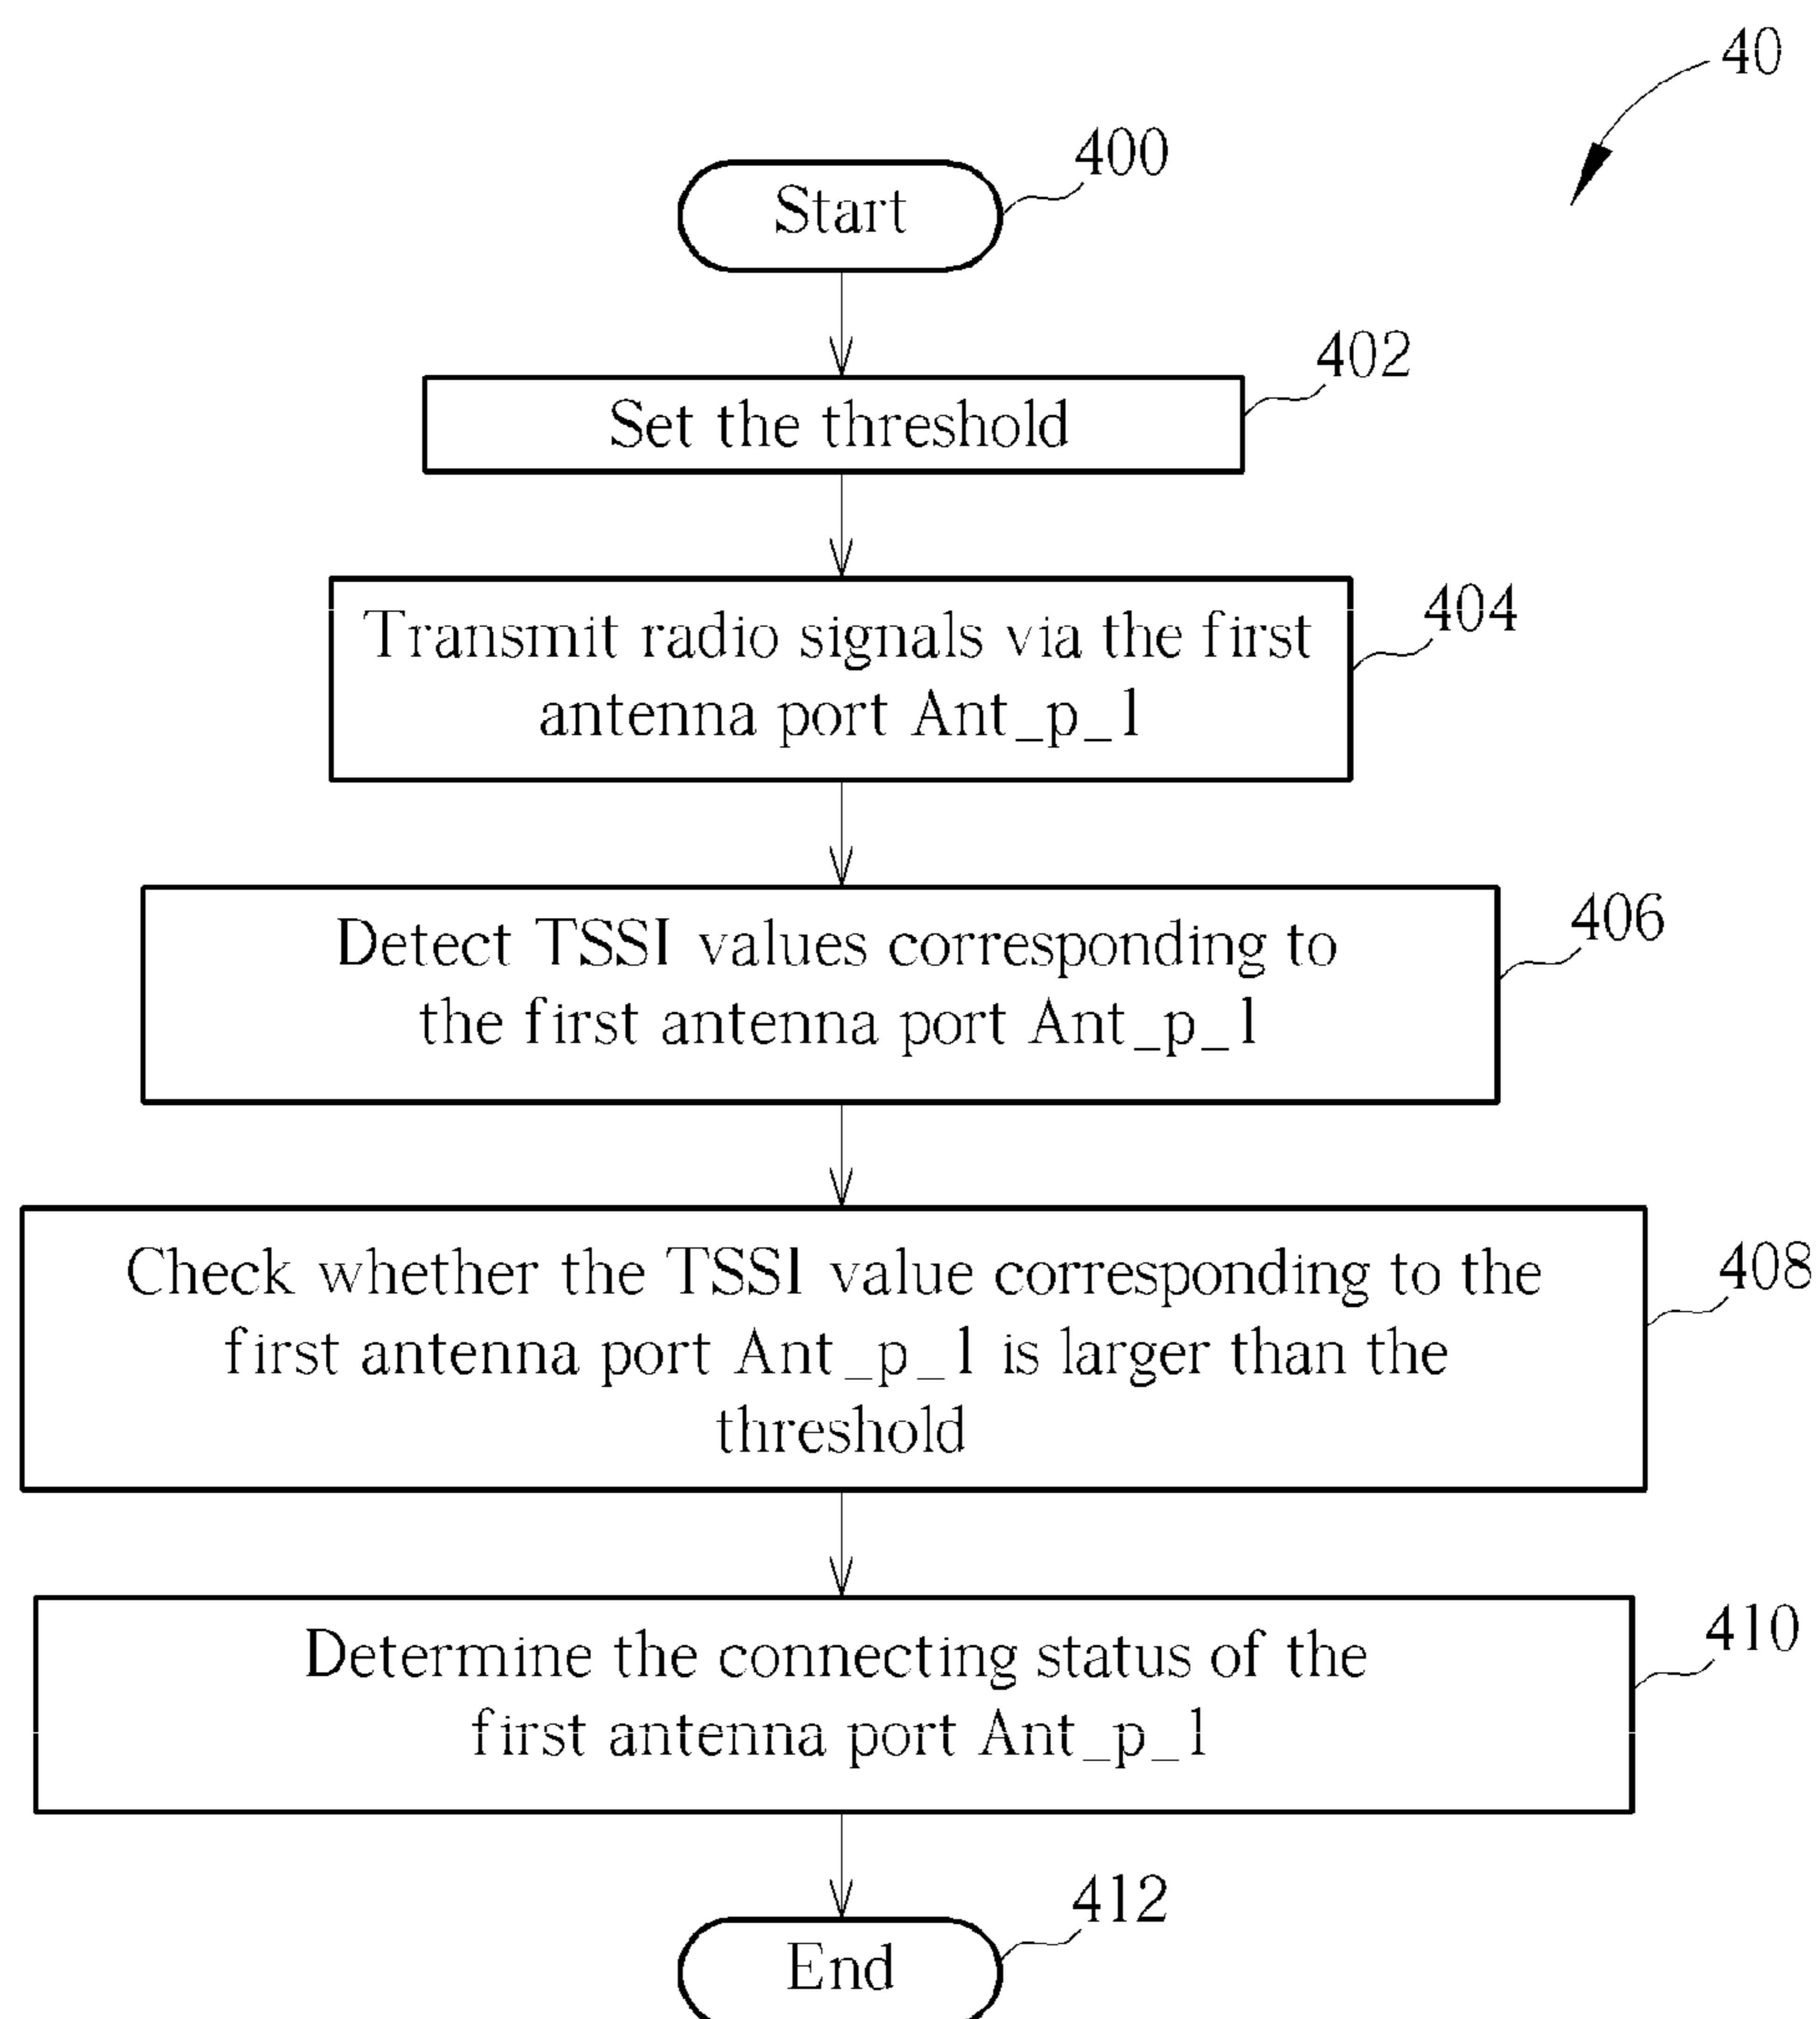 40
400
Start
402
Set the threshold
404
Transmit radio signals via the first
antenna port Ant_p_1
406
Detect TSSI values corresponding to
the first antenna port Ant_p_1
408
Check whether the TSSI value corresponding to the
first antenna port Ant_p_1 is larger than the
threshold
410
Determine the connecting status of the
first antenna port Ant_p_1
412
End